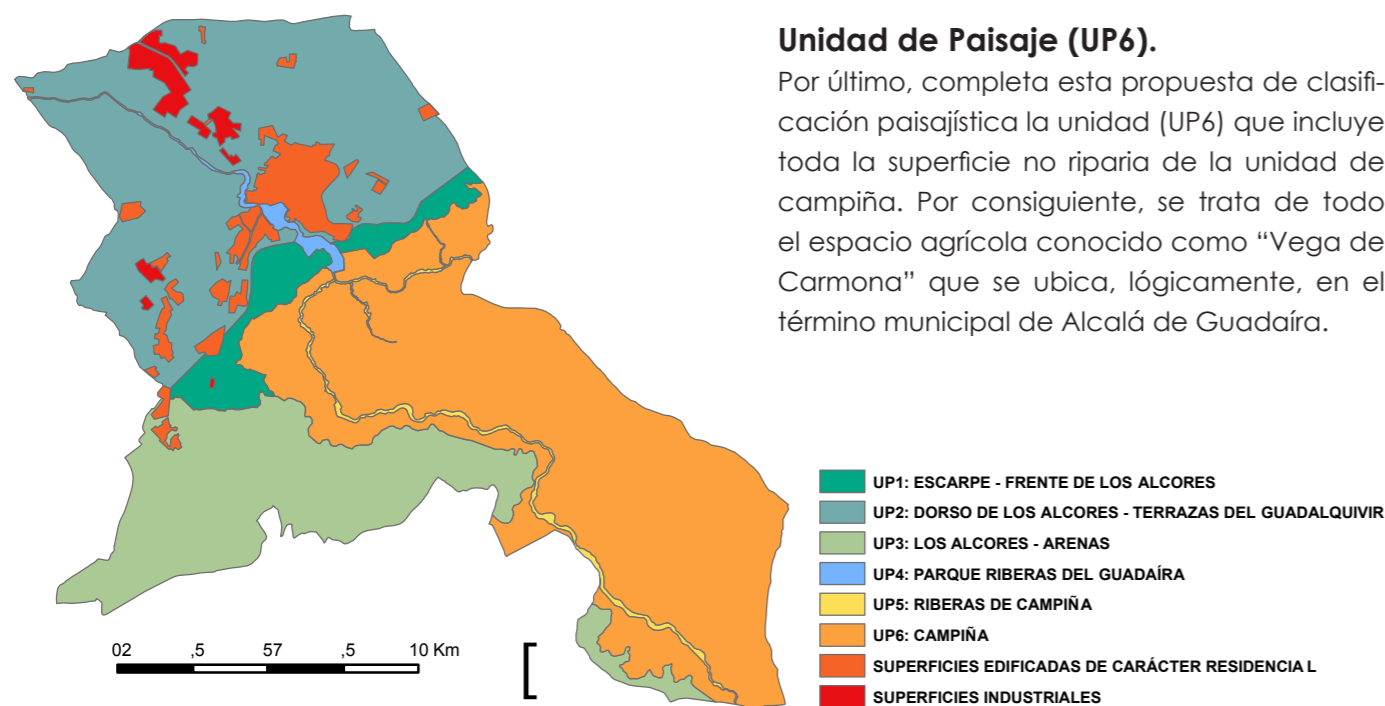 Unidad de Paisaje (UP6).
Por último, completa esta propuesta de clasifi-
cación paisajística la unidad (UP6) que incluye
toda la superficie no riparia de la unidad de
campiña. Por consiguiente, se trata de todo
el espacio agrícola conocido como “Vega de
Carmona” que se ubica, lógicamente, en el
término municipal de Alcalá de Guadaíra.
UP1: ESCARPE - FRENTE DE LOS ALCORES
UP2: DORSO DE LOS ALCORES - TERRAZAS DEL GUADALQUIVIR
UP3: LOS ALCORES - ARENAS
UP4: PARQUE RIBERAS DEL GUADAÍRA
UP5: RIBERAS DE CAMPIÑA
UP6: CAMPIÑA
SUPERFICIES EDIFICADAS DE CARÁCTER RESIDENCIA L
SUPERFICIES INDUSTRIALES
02 ,5 57 ,5 10 Km